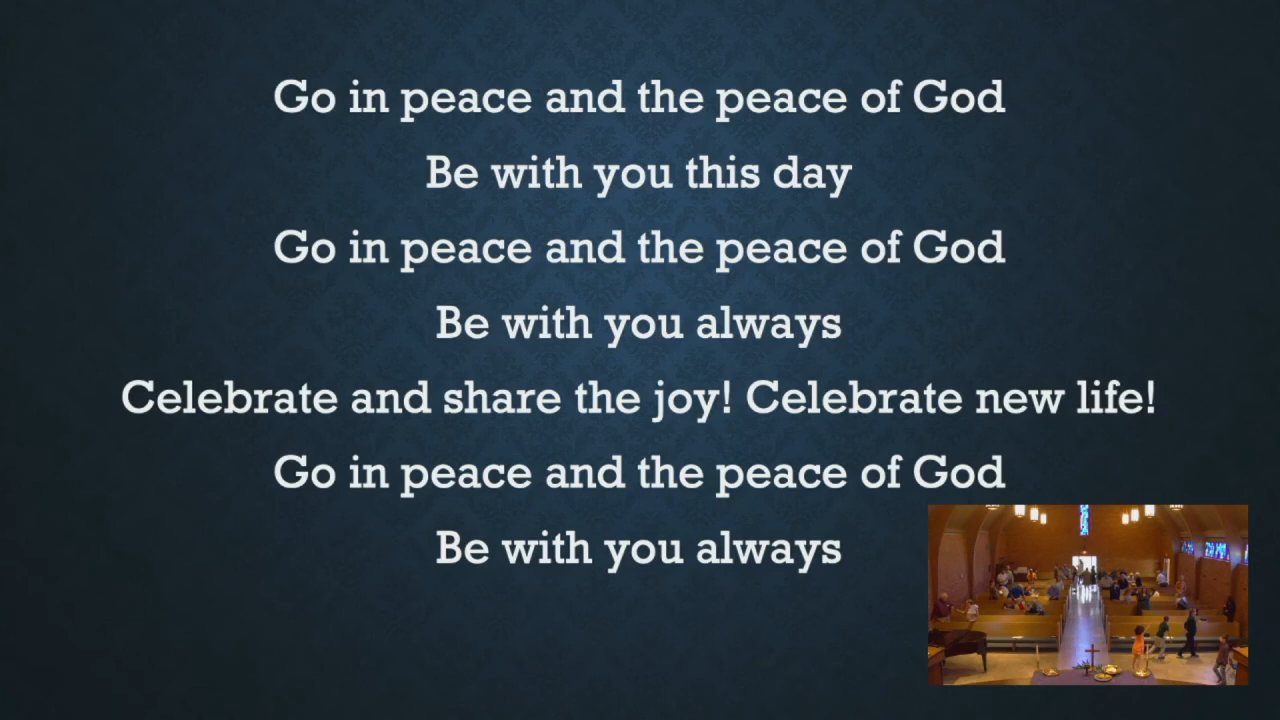 Go in peace and the peace of God
Be with you this day
Go in peace and the peace of God
Be with you always
Celebrate and share the joy! Celebrate new life!
Go in peace and the peace of God
Be with you always